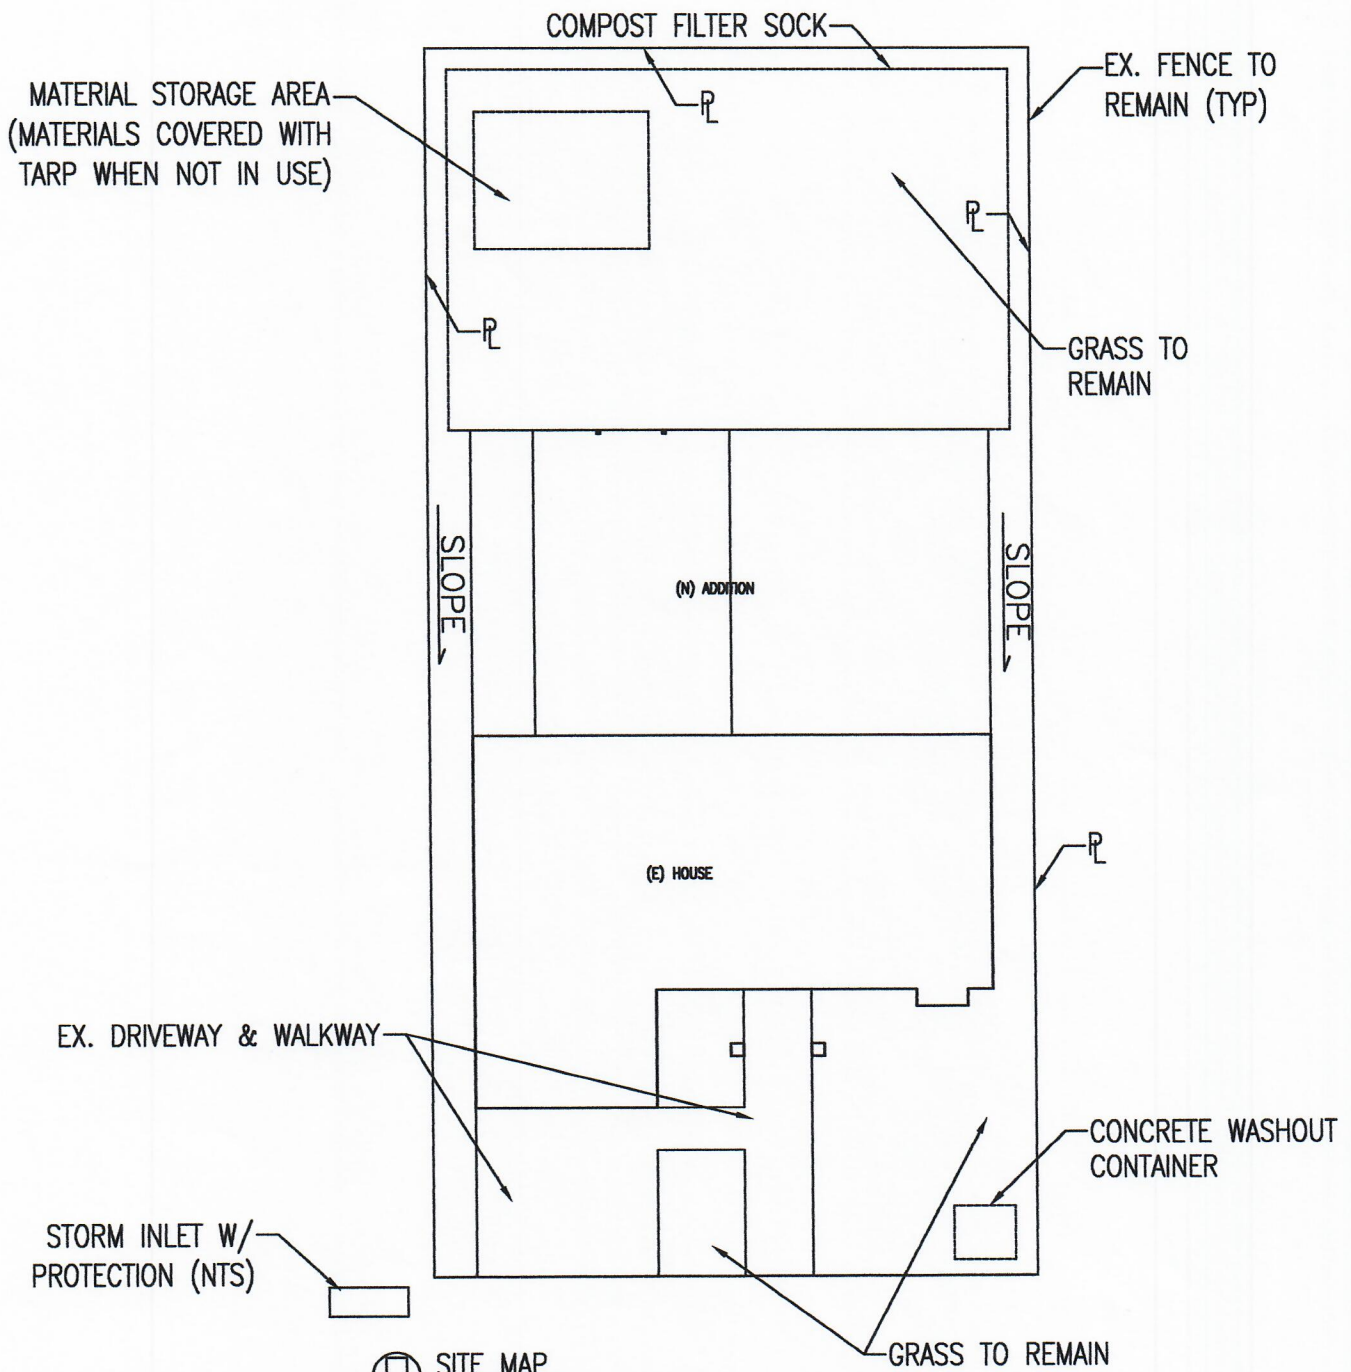 COMPOST FILTER SOCK
EX. FENCE TO
REMAIN (TYP)
MATERIAL STORAGE AREA
(MATERIALS COVERED WITH
TARP WHEN NOT IN USE)
PL
PL
PL
GRASS TO
REMAIN
SLOPE
SLOPE
(N) ADDITION
PL
(E) HOUSE
EX. DRIVEWAY & WALKWAY
CONCRETE WASHOUT
CONTAINER
STORM INLET W/
PROTECTION (NTS)
GRASS TO REMAIN
SITE MAP